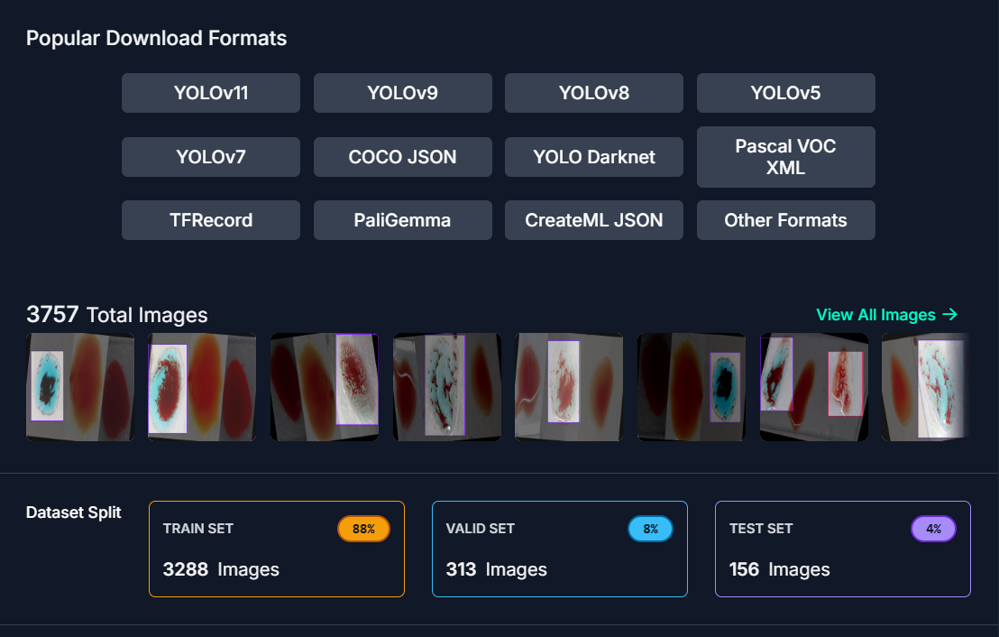 Popular Download Formats
YOLOv11
YOLOv9
YOLOv8
YOLOv5
YOLOv7
COCO JSON
YOLO Darknet
Pascal VOC
XML
TFRecord
PaliGemma
CreateML JSON
Other Formats
3757 Total Images
View All Images →
Dataset Split
TRAIN SET
88%
3288 Images
VALID SET
8%
313 Images
TEST SET
4%
156 Images